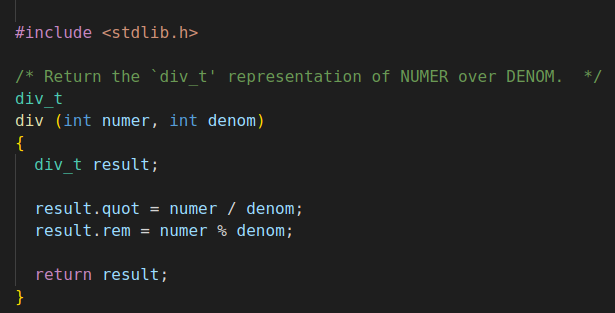 #include <stdlib.h>
/* Return the `div_t' representation of NUMER over DENOM.  */
div_t
div (int numer, int denom)
{
  div_t result;
  result.quot = numer / denom;
  result.rem = numer % denom;
  return result;
}